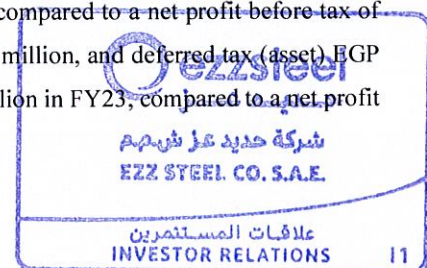 compared to a net profit before tax of
million, and deferred tax (asset) EGP
ezzsteel
lion in FY23, compared to a net profit
شركة حديد عز ش.م.م
EZZ STEEL CO. S.A.E.
علاقات المستثمرين
INVESTOR RELATIONS 11